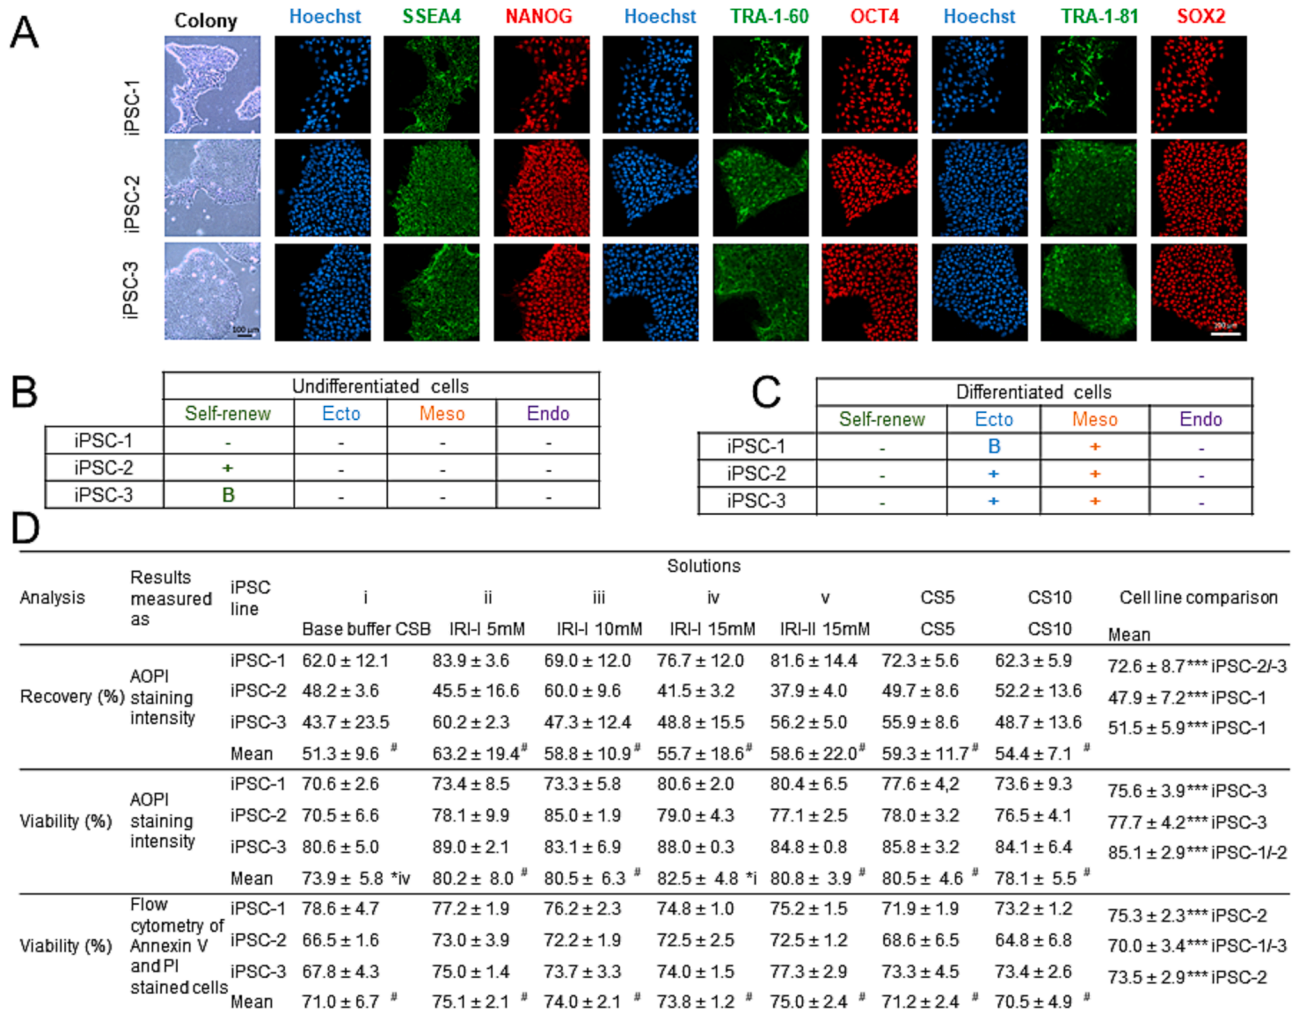 A
Colony Hoechst SSEA4 NANOG Hoechst TRA-1-60 OCT4 Hoechst TRA-1-81 SOX2
iPSC-1
iPSC-2
iPSC-3
100 µm
B
Undifferentiated cells
Self-renew Ecto Meso Endo
iPSC-1 - - - -
iPSC-2 + - - -
iPSC-3 B - - -
C
Differentiated cells
Self-renew Ecto Meso Endo
iPSC-1 - B + -
iPSC-2 - + + -
iPSC-3 - + + -
D
Analysis Results measured as iPSC line Solutions Cell line comparison
i ii iii iv v CS5 CS10
Base buffer CSB IRI-I 5mM IRI-I 10mM IRI-I 15mM IRI-II 15mM CS5 CS10 Mean
Recovery (%) AOPI staining intensity
iPSC-1 62.0 ± 12.1 83.9 ± 3.6 69.0 ± 12.0 76.7 ± 12.0 81.6 ± 14.4 72.3 ± 5.6 62.3 ± 5.9 72.6 ± 8.7*** iPSC-2/-3
iPSC-2 48.2 ± 3.6 45.5 ± 16.6 60.0 ± 9.6 41.5 ± 3.2 37.9 ± 4.0 49.7 ± 8.6 52.2 ± 13.6 47.9 ± 7.2*** iPSC-1
iPSC-3 43.7 ± 23.5 60.2 ± 2.3 47.3 ± 12.4 48.8 ± 15.5 56.2 ± 5.0 55.9 ± 8.6 48.7 ± 13.6 51.5 ± 5.9*** iPSC-1
Mean 51.3 ± 9.6 # 63.2 ± 19.4 # 58.8 ± 10.9 # 55.7 ± 18.6 # 58.6 ± 22.0 # 59.3 ± 11.7 # 54.4 ± 7.1 #
Viability (%) AOPI staining intensity
iPSC-1 70.6 ± 2.6 73.4 ± 8.5 73.3 ± 5.8 80.6 ± 2.0 80.4 ± 6.5 77.6 ± 4,2 73.6 ± 9.3 75.6 ± 3.9*** iPSC-3
iPSC-2 70.5 ± 6.6 78.1 ± 9.9 85.0 ± 1.9 79.0 ± 4.3 77.1 ± 2.5 78.0 ± 3.2 76.5 ± 4.1 77.7 ± 4.2*** iPSC-3
iPSC-3 80.6 ± 5.0 89.0 ± 2.1 83.1 ± 6.9 88.0 ± 0.3 84.8 ± 0.8 85.8 ± 3.2 84.1 ± 6.4 85.1 ± 2.9*** iPSC-1/-2
Mean 73.9 ± 5.8 *iv 80.2 ± 8.0 # 80.5 ± 6.3 # 82.5 ± 4.8 *i 80.8 ± 3.9 # 80.5 ± 4.6 # 78.1 ± 5.5 #
Viability (%) Flow cytometry of Annexin V and PI stained cells
iPSC-1 78.6 ± 4.7 77.2 ± 1.9 76.2 ± 2.3 74.8 ± 1.0 75.2 ± 1.5 71.9 ± 1.9 73.2 ± 1.2 75.3 ± 2.3*** iPSC-2
iPSC-2 66.5 ± 1.6 73.0 ± 3.9 72.2 ± 1.9 72.5 ± 2.5 72.5 ± 1.2 68.6 ± 6.5 64.8 ± 6.8 70.0 ± 3.4*** iPSC-1/-3
iPSC-3 67.8 ± 4.3 75.0 ± 1.4 73.7 ± 3.3 74.0 ± 1.5 77.3 ± 2.9 73.3 ± 4.5 73.4 ± 2.6 73.5 ± 2.9*** iPSC-2
Mean 71.0 ± 6.7 # 75.1 ± 2.1 # 74.0 ± 2.1 # 73.8 ± 1.2 # 75.0 ± 2.4 # 71.2 ± 2.4 # 70.5 ± 4.9 #